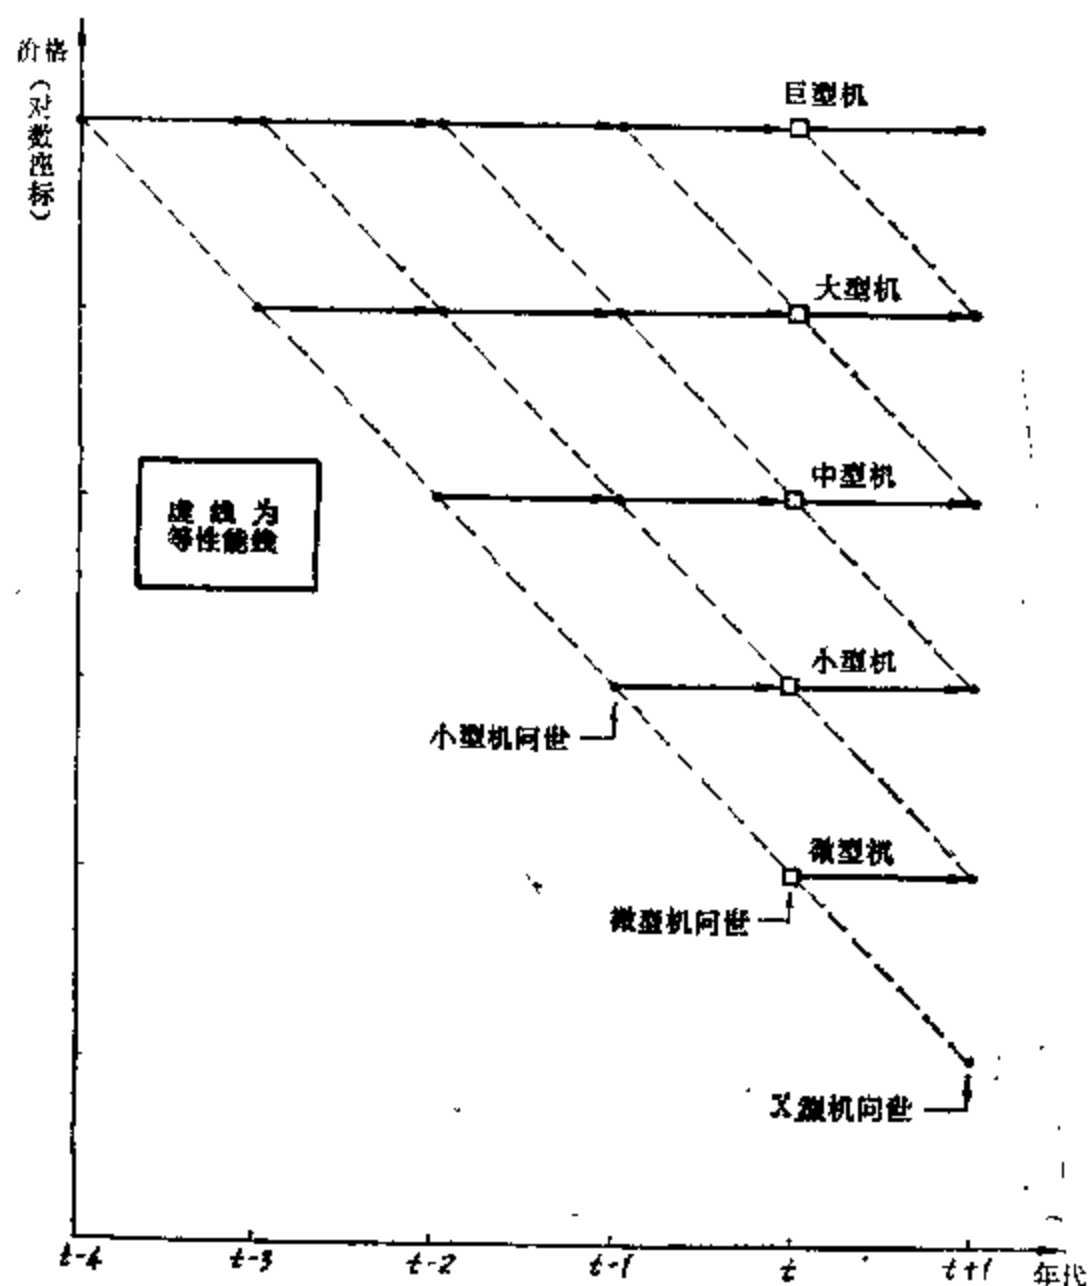 价格
（对数座标）
巨型机
大型机
中型机
虚线为
等性能线
小型机
小型机问世
微型机
微型机问世
X型机问世
t-4
t-3
t-2
t-1
t
t+1
年代